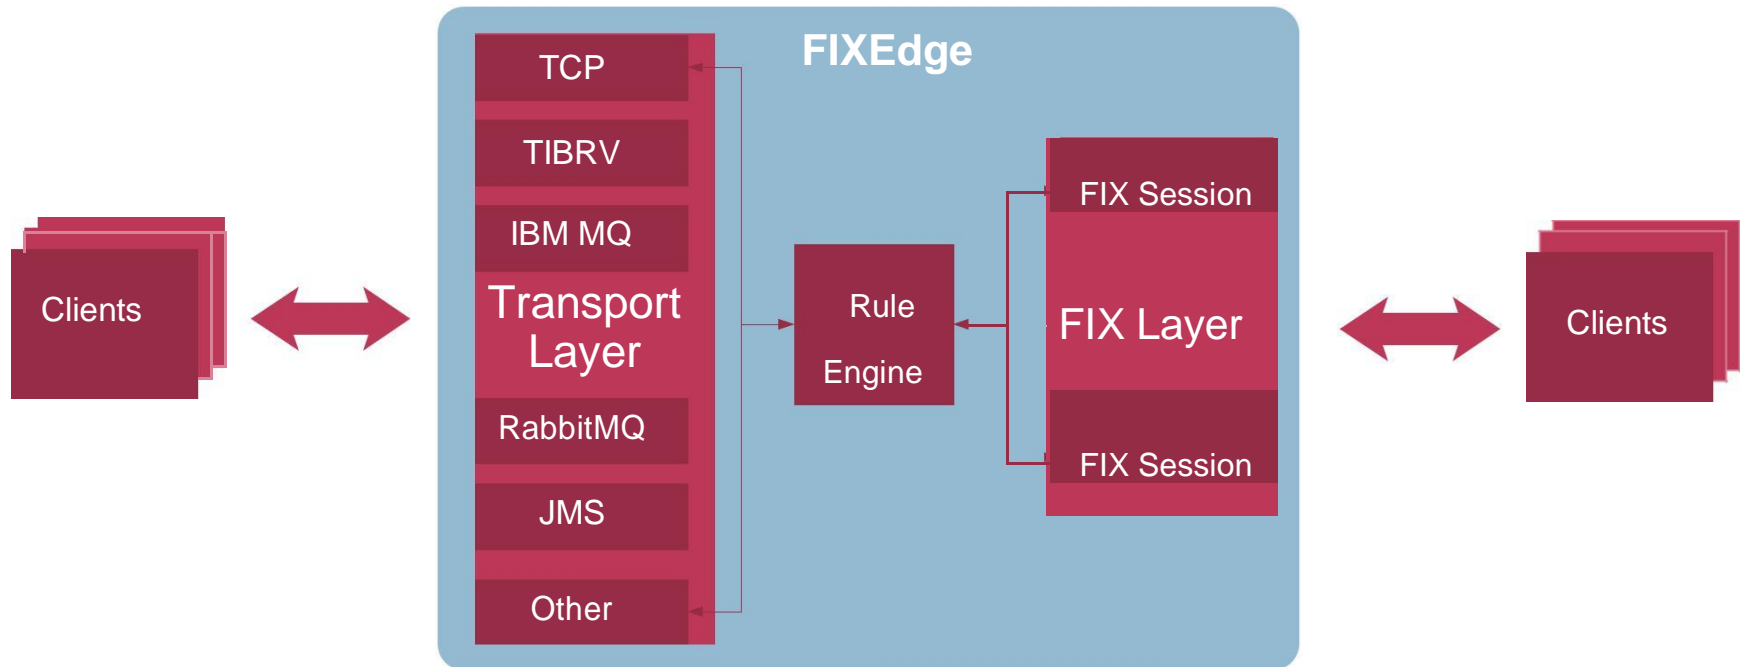 FIXEdge
TCP
TIBRV
IBM MQ
Transport
Layer
RabbitMQ
JMS
Other
Clients
Rule
Engine
FIX Session
FIX Layer
FIX Session
Clients